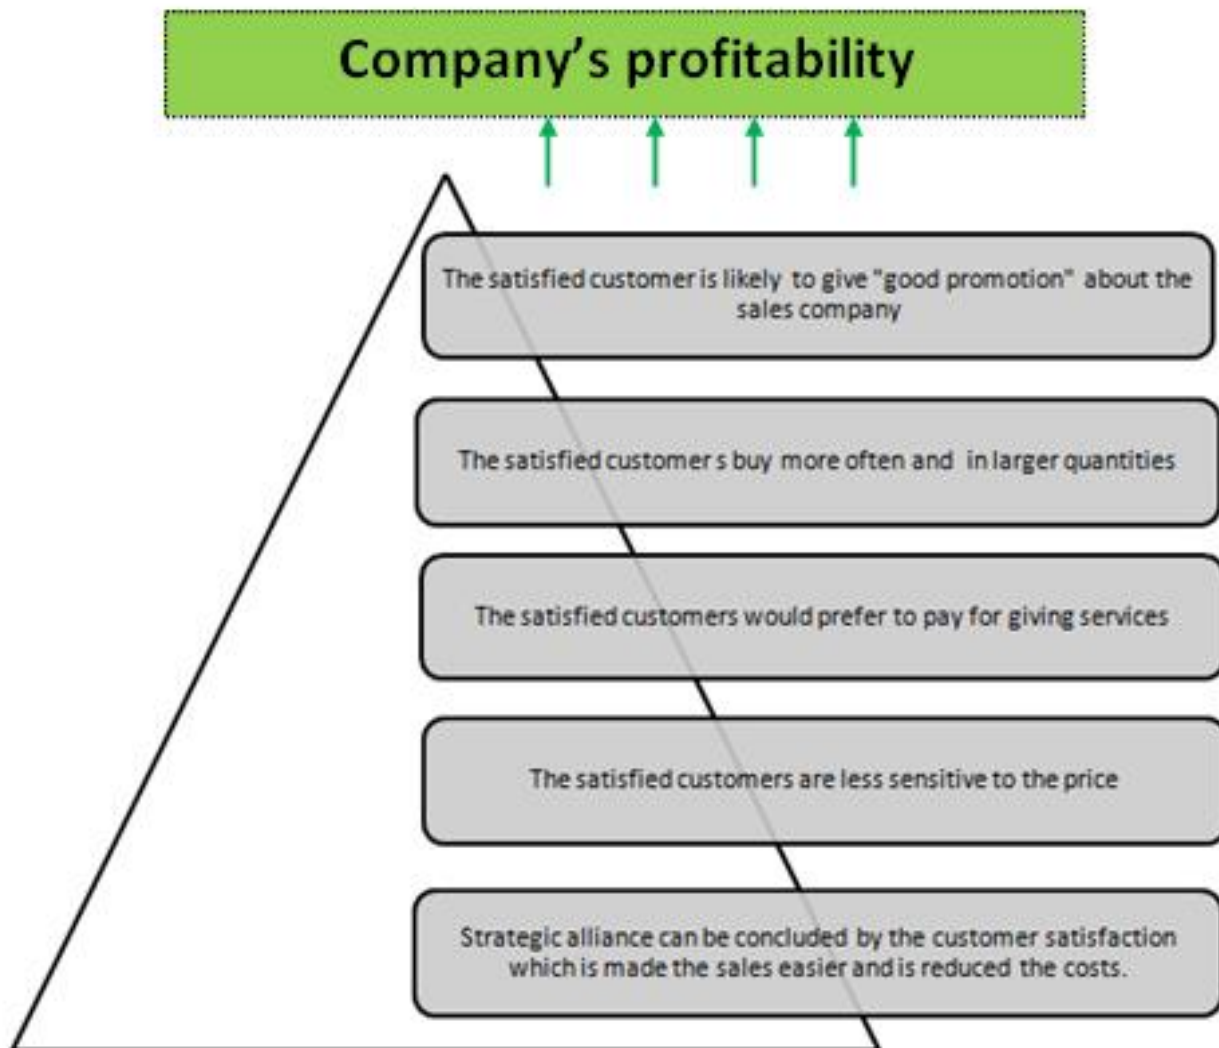 Company's profitability
The satisfied customer is likely to give "good promotion" about the
sales company
The satisfied customer s buy more often and in larger quantities
The satisfied customers would prefer to pay for giving services
The satisfied customers are less sensitive to the price
Strategic alliance can be concluded by the customer satisfaction
which is made the sales easier and is reduced the costs.